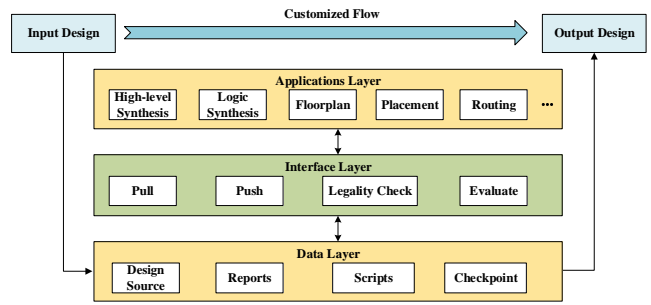 Customized Flow
Input Design
Output Design
Applications Layer
High-level
Synthesis
Logic
Synthesis
Floorplan
Placement
Routing
...
Interface Layer
Pull
Push
Legality Check
Evaluate
Data Layer
Design
Source
Reports
Scripts
Checkpoint